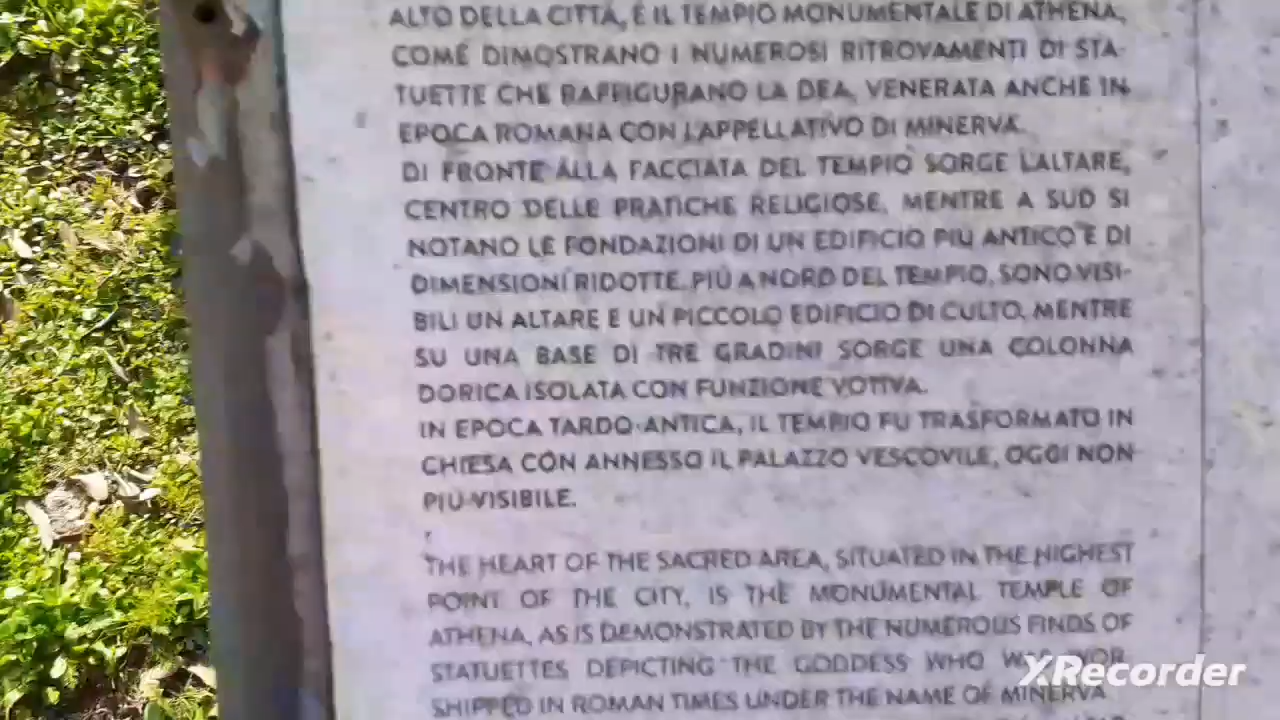 ALTO DELLA CITTÀ, È IL TEMPIO MONUMENTALE DI ATHENA,
COME DIMOSTRANO I NUMEROSI RITROVAMENTI DI STA-
TUETTE CHE RAFFIGURANO LA DEA, VENERATA ANCHE IN
EPOCA ROMANA CON L'APPELLATIVO DI MINERVA.
DI FRONTE ALLA FACCIATA DEL TEMPIO SORGE L'ALTARE,
CENTRO DELLE PRATICHE RELIGIOSE, MENTRE A SUD SI
NOTANO LE FONDAZIONI DI UN EDIFICIO PIÙ ANTICO E DI
DIMENSIONI RIDOTTE. PIÙ A NORD DEL TEMPIO, SONO VISI-
BILI UN ALTARE E UN PICCOLO EDIFICIO DI CULTO, MENTRE
SU UNA BASE DI TRE GRADINI SORGE UNA COLONNA
DORICA ISOLATA CON FUNZIONE VOTIVA.
IN EPOCA TARDO-ANTICA, IL TEMPIO FU TRASFORMATO IN
CHIESA CON ANNESSO IL PALAZZO VESCOVILE, OGGI NON
PIÙ VISIBILE.
THE HEART OF THE SACRED AREA, SITUATED IN THE HIGHEST
POINT OF THE CITY, IS THE MONUMENTAL TEMPLE OF
ATHENA, AS IS DEMONSTRATED BY THE NUMEROUS FINDS OF
STATUETTES DEPICTING THE GODDESS WHO WAS WOR-
SHIPPED IN ROMAN TIMES UNDER THE NAME OF MINERVA
XRecorder